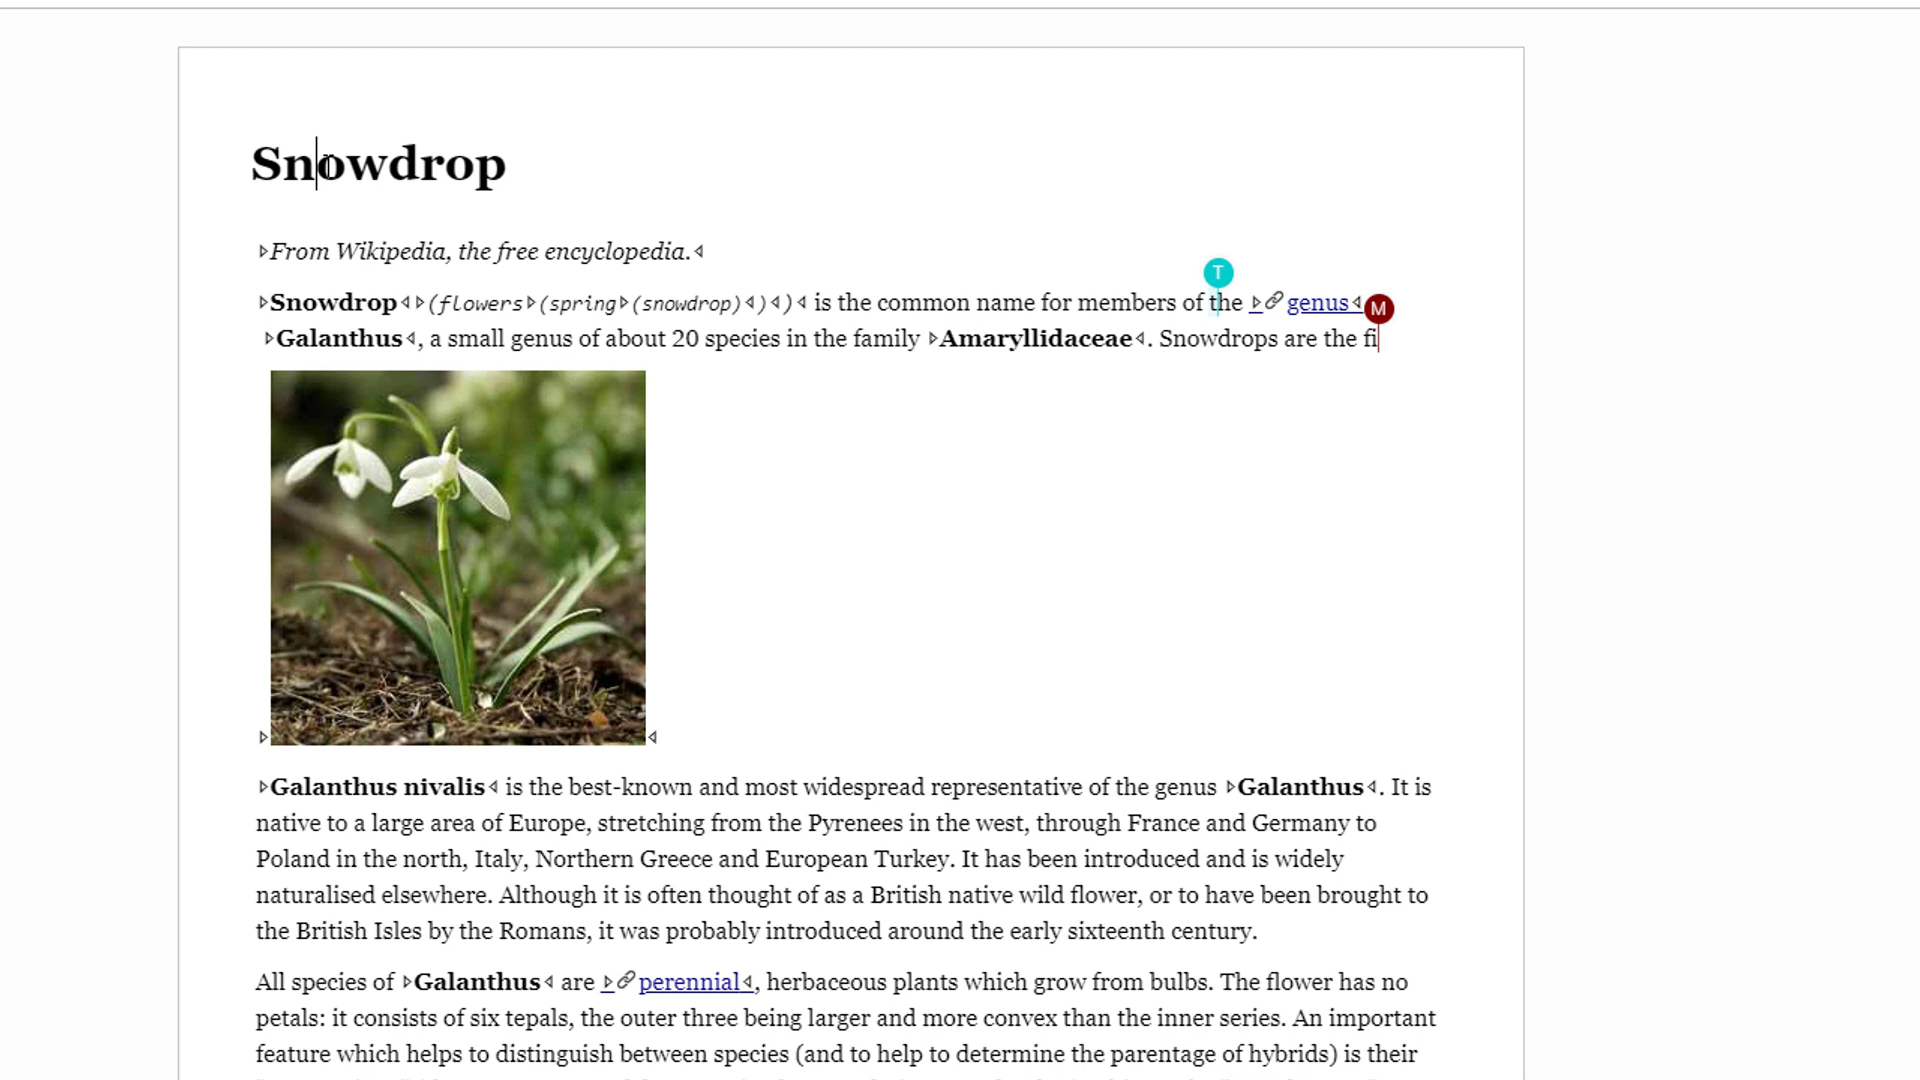 Snowdrop
From Wikipedia, the free encyclopedia.
T
Snowdrop (flowers (spring (snowdrop) ) ) is the common name for members of the genus
M
Galanthus , a small genus of about 20 species in the family Amaryllidaceae . Snowdrops are the fi
Galanthus nivalis is the best-known and most widespread representative of the genus Galanthus . It is
native to a large area of Europe, stretching from the Pyrenees in the west, through France and Germany to
Poland in the north, Italy, Northern Greece and European Turkey. It has been introduced and is widely
naturalised elsewhere. Although it is often thought of as a British native wild flower, or to have been brought to
the British Isles by the Romans, it was probably introduced around the early sixteenth century.
All species of Galanthus are perennial , herbaceous plants which grow from bulbs. The flower has no
petals: it consists of six tepals, the outer three being larger and more convex than the inner series. An important
feature which helps to distinguish between species (and to help to determine the parentage of hybrids) is their